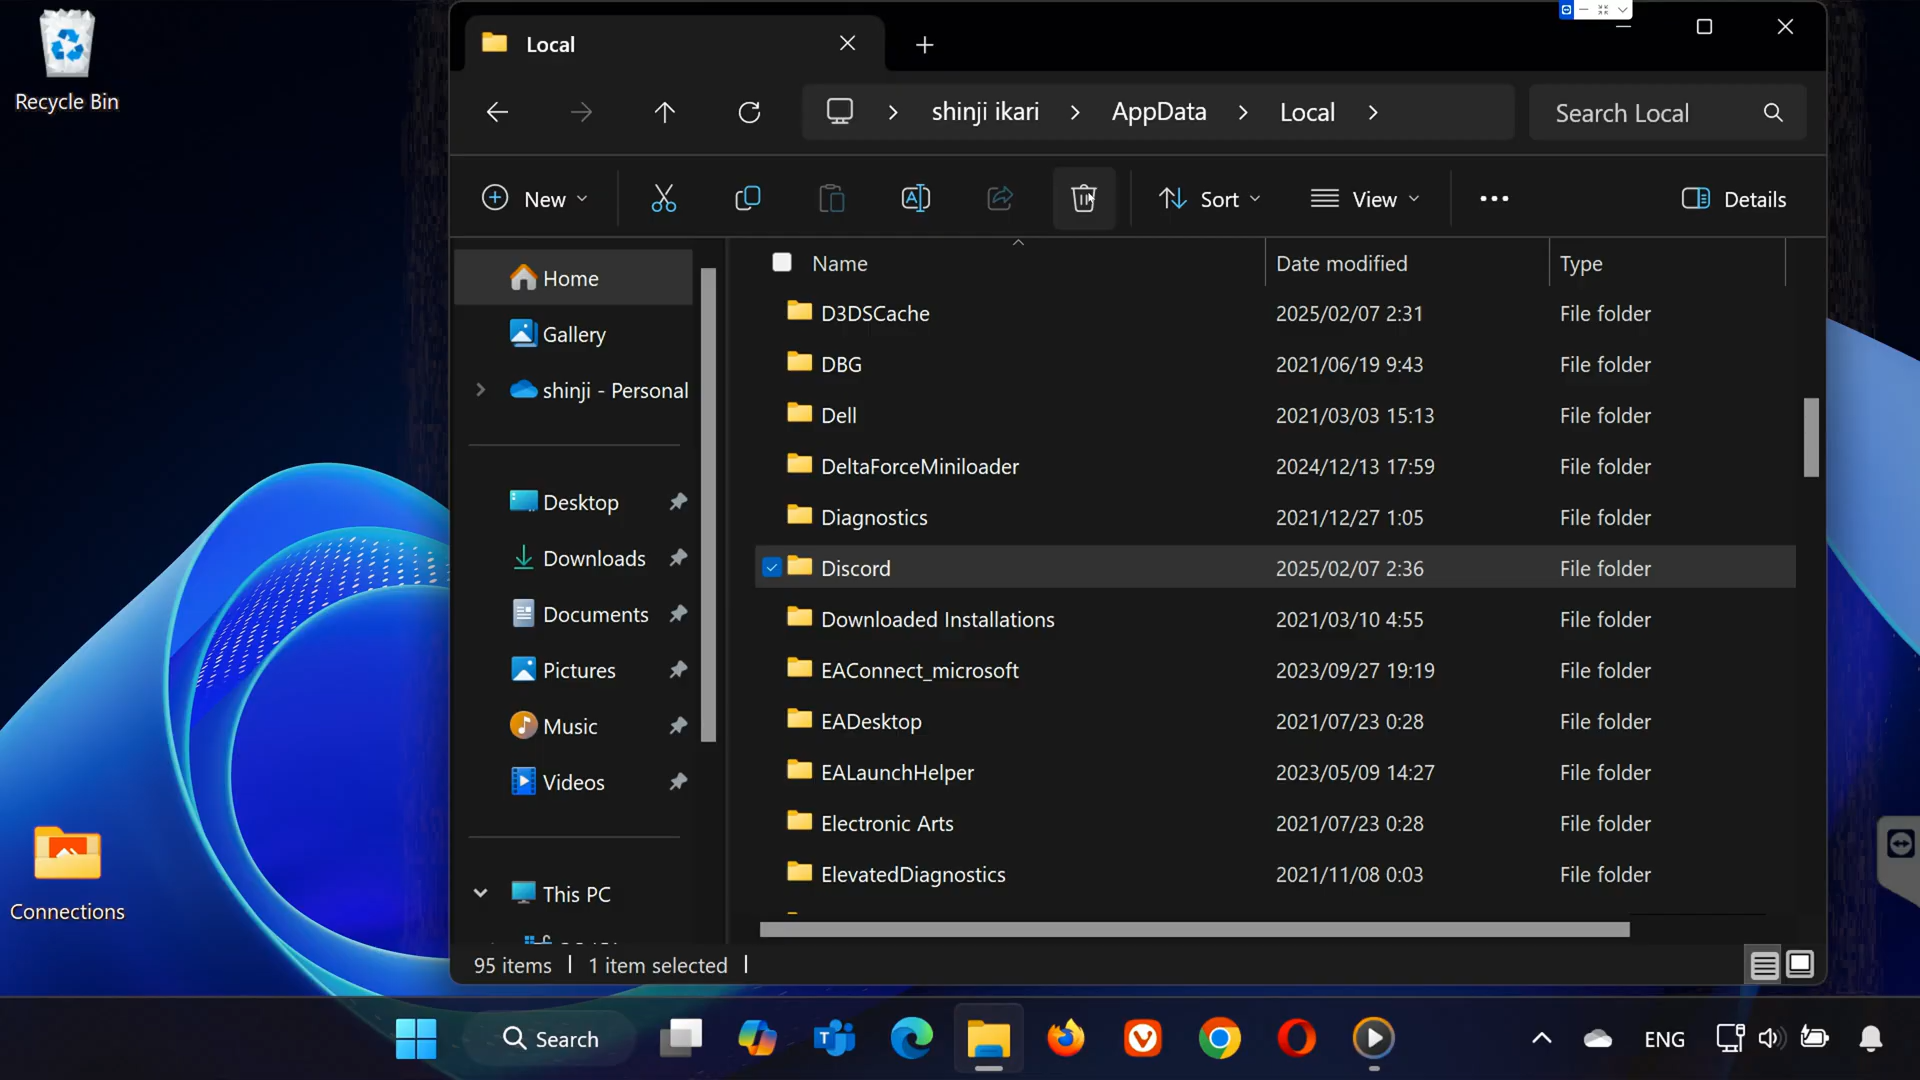 Recycle Bin
Connections
Local
shinji ikari > AppData > Local >
Search Local
New
Sort
View
Details
Home
Gallery
shinji - Personal
Desktop
Downloads
Documents
Pictures
Music
Videos
This PC
Name Date modified Type
D3DSCache 2025/02/07 2:31 File folder
DBG 2021/06/19 9:43 File folder
Dell 2021/03/03 15:13 File folder
DeltaForceMiniloader 2024/12/13 17:59 File folder
Diagnostics 2021/12/27 1:05 File folder
Discord 2025/02/07 2:36 File folder
Downloaded Installations 2021/03/10 4:55 File folder
EAConnect_microsoft 2023/09/27 19:19 File folder
EADesktop 2021/07/23 0:28 File folder
EALaunchHelper 2023/05/09 14:27 File folder
Electronic Arts 2021/07/23 0:28 File folder
ElevatedDiagnostics 2021/11/08 0:03 File folder
95 items | 1 item selected |
Search
ENG